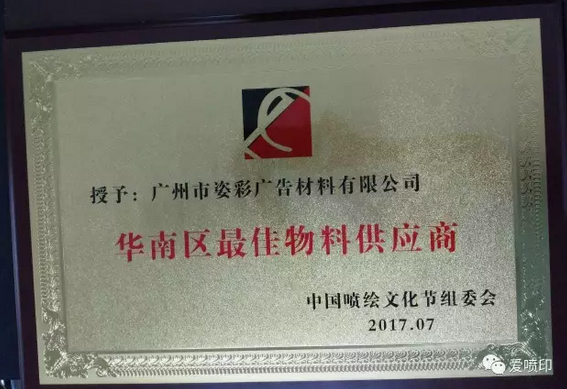 授予：广州市姿彩广告材料有限公司
华南区最佳物料供应商
中国喷绘文化节组委会
2017.07
爱喷印